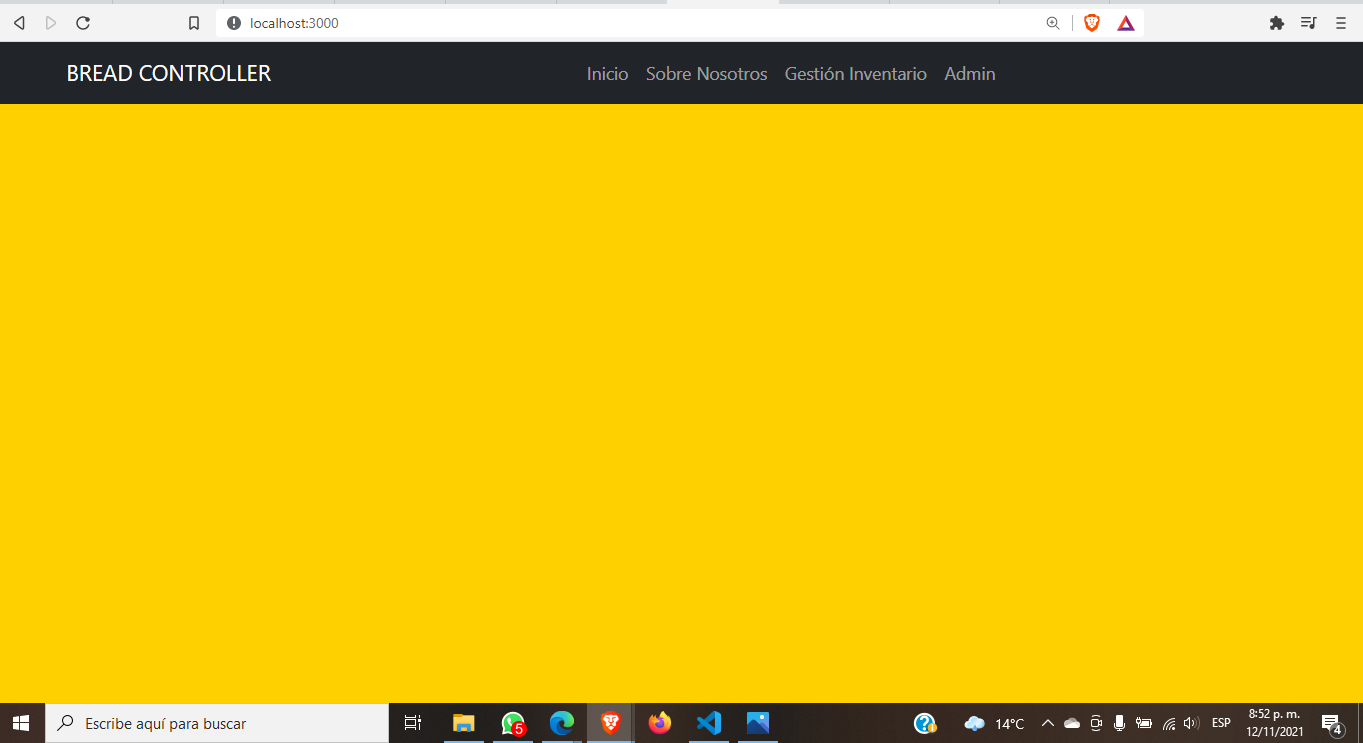 localhost:3000
BREAD CONTROLLER
Inicio Sobre Nosotros Gestión Inventario Admin
Escribe aquí para buscar
5
14°C
ESP
8:52 p. m.
12/11/2021
4